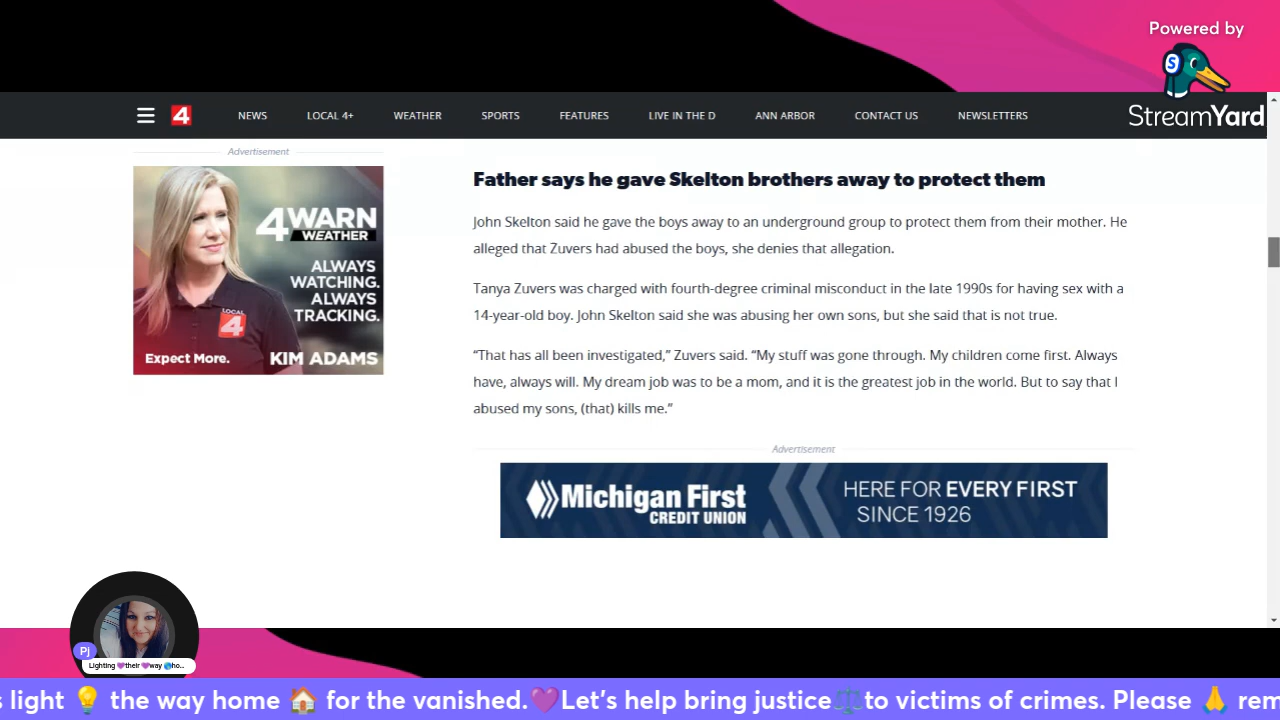 Powered by
StreamYard
4
NEWS LOCAL 4+ WEATHER SPORTS FEATURES LIVE IN THE D ANN ARBOR CONTACT US NEWSLETTERS
Advertisement
4WARN
WEATHER
ALWAYS
WATCHING.
ALWAYS
TRACKING.
LOCAL
4
Expect More. KIM ADAMS
Father says he gave Skelton brothers away to protect them
John Skelton said he gave the boys away to an underground group to protect them from their mother. He
alleged that Zuvers had abused the boys, she denies that allegation.
Tanya Zuvers was charged with fourth-degree criminal misconduct in the late 1990s for having sex with a
14-year-old boy. John Skelton said she was abusing her own sons, but she said that is not true.
“That has all been investigated,” Zuvers said. “My stuff was gone through. My children come first. Always
have, always will. My dream job was to be a mom, and it is the greatest job in the world. But to say that I
abused my sons, (that) kills me.”
Advertisement
Michigan First
CREDIT UNION
HERE FOR EVERY FIRST
SINCE 1926
Pj
Lighting 💜their 💜way 🌎ho...
s light 💡 the way home 🏠 for the vanished.💜Let’s help bring justice⚖️to victims of crimes. Please 🙏 rem